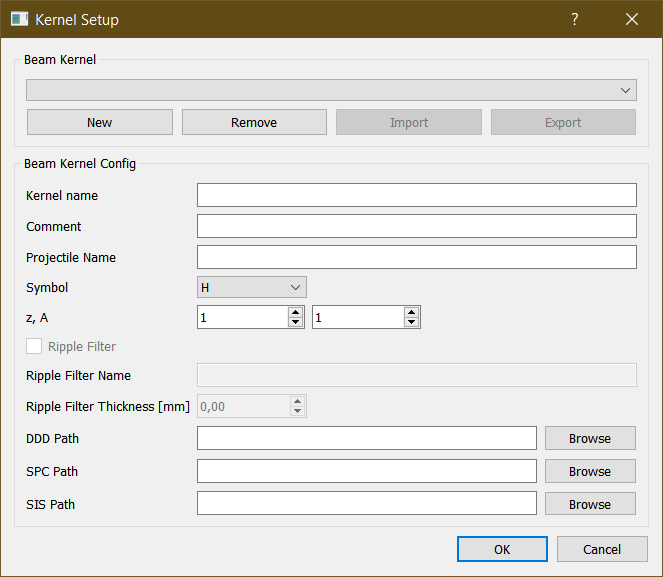 Kernel Setup ?
Beam Kernel
New Remove Import Export
Beam Kernel Config
Kernel name
Comment
Projectile Name
Symbol H
z, A 1 1
Ripple Filter
Ripple Filter Name
Ripple Filter Thickness [mm] 0,00
DDD Path Browse
SPC Path Browse
SIS Path Browse
OK Cancel